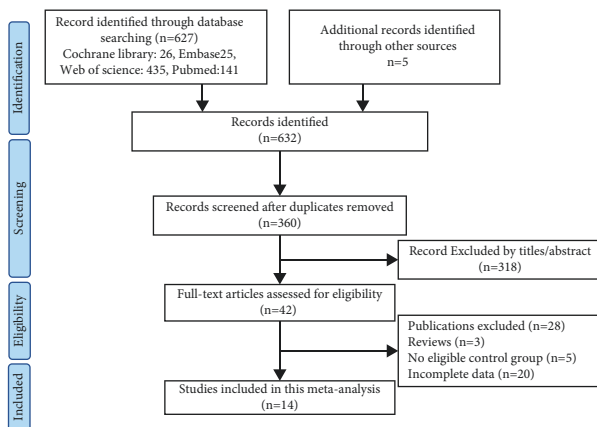 Identification
Record identified through database
searching (n=627)
Cochrane library: 26, Embase25,
Web of science: 435, Pubmed:141
Additional records identified
through other sources
n=5
Records identified
(n=632)
Screening
Records screened after duplicates removed
(n=360)
Record Excluded by titles/abstract
(n=318)
Eligibility
Full-text articles assessed for eligibility
(n=42)
Publications excluded (n=28)
Reviews (n=3)
No eligible control group (n=5)
Incomplete data (n=20)
Included
Studies included in this meta-analysis
(n=14)